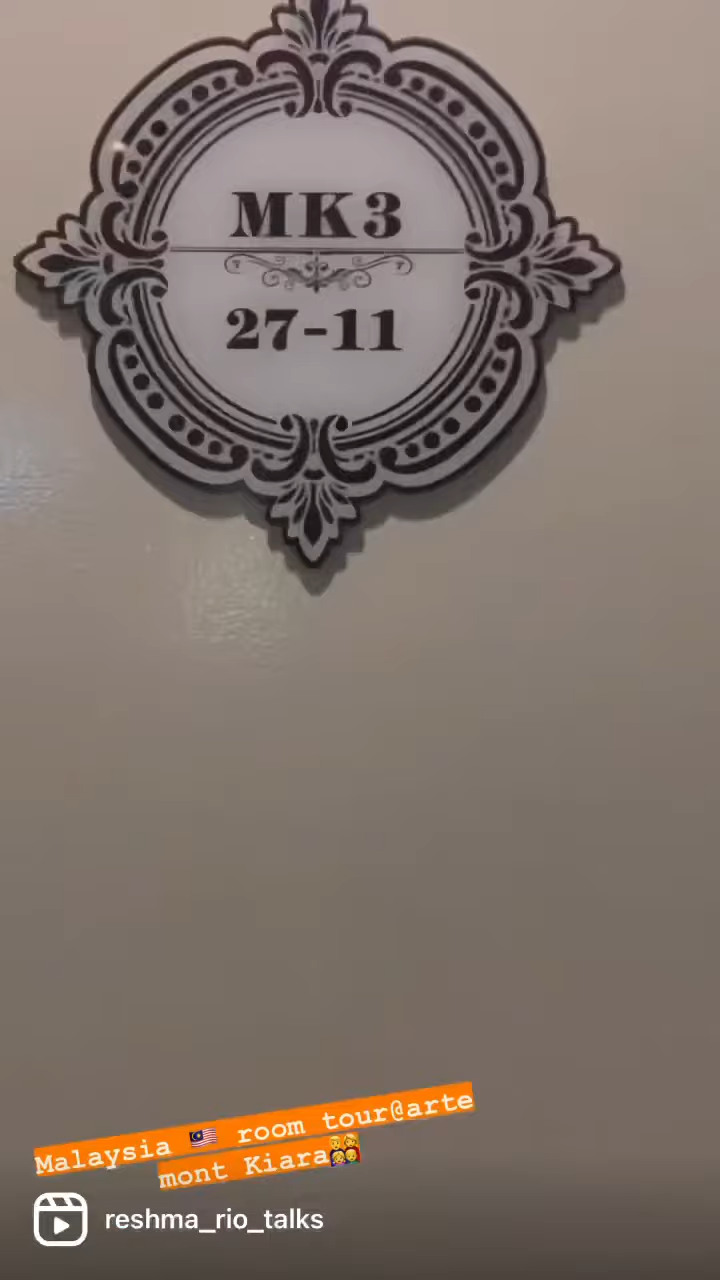 MK3
27-11
Malaysia 🇲🇾 room tour@arte
mont Kiara👨‍👩‍👧‍👦
reshma_rio_talks